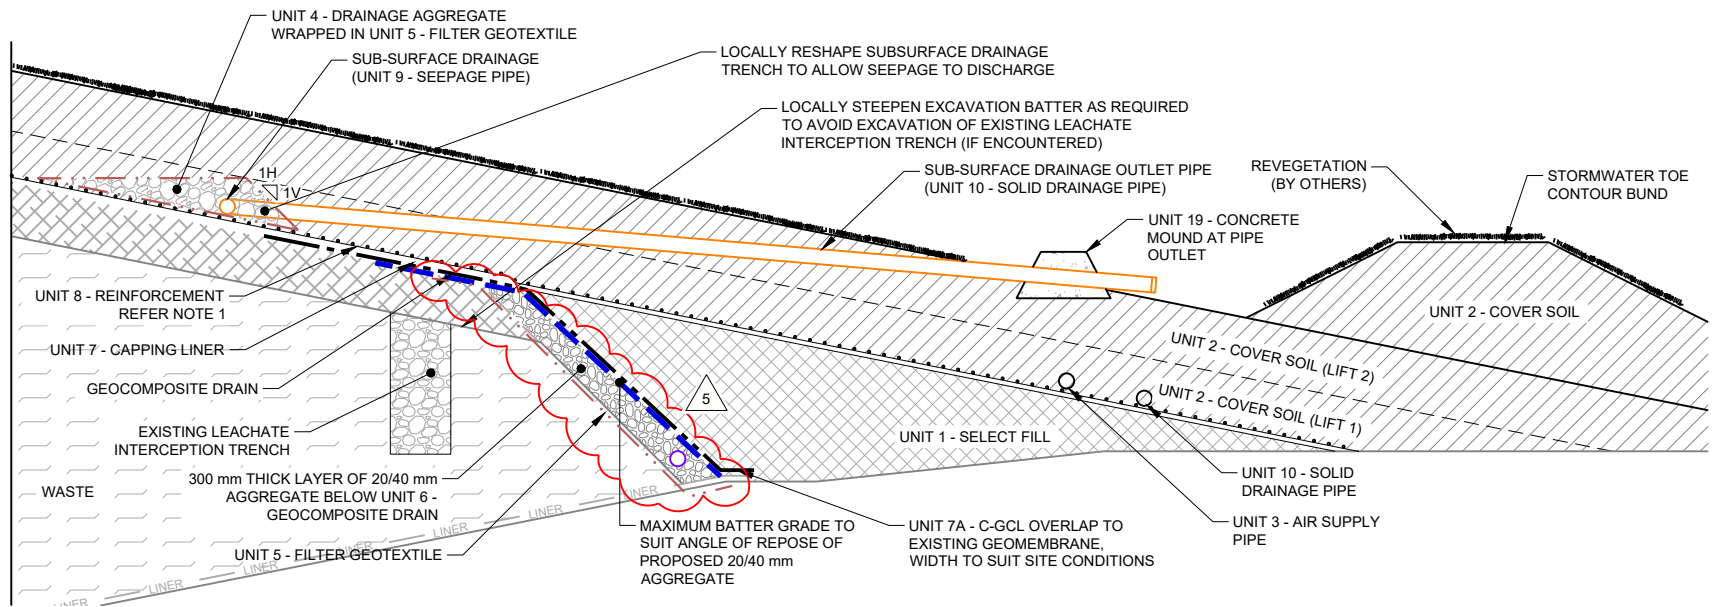 UNIT 4 - DRAINAGE AGGREGATE
WRAPPED IN UNIT 5 - FILTER GEOTEXTILE
SUB-SURFACE DRAINAGE
(UNIT 9 - SEEPAGE PIPE)
LOCALLY RESHAPE SUBSURFACE DRAINAGE
TRENCH TO ALLOW SEEPAGE TO DISCHARGE
LOCALLY STEEPEN EXCAVATION BATTER AS REQUIRED
TO AVOID EXCAVATION OF EXISTING LEACHATE
INTERCEPTION TRENCH (IF ENCOUNTERED)
SUB-SURFACE DRAINAGE OUTLET PIPE
(UNIT 10 - SOLID DRAINAGE PIPE)
REVEGETATION
(BY OTHERS)
STORMWATER TOE
CONTOUR BUND
UNIT 19 - CONCRETE
MOUND AT PIPE
OUTLET
1H
1V
UNIT 8 - REINFORCEMENT
REFER NOTE 1
UNIT 7 - CAPPING LINER
GEOCOMPOSITE DRAIN
EXISTING LEACHATE
INTERCEPTION TRENCH
300 mm THICK LAYER OF 20/40 mm
AGGREGATE BELOW UNIT 6 -
GEOCOMPOSITE DRAIN
WASTE
UNIT 5 - FILTER GEOTEXTILE
5
UNIT 2 - COVER SOIL
UNIT 2 - COVER SOIL (LIFT 2)
UNIT 2 - COVER SOIL (LIFT 1)
UNIT 1 - SELECT FILL
UNIT 10 - SOLID
DRAINAGE PIPE
UNIT 3 - AIR SUPPLY
PIPE
UNIT 7A - C-GCL OVERLAP TO
EXISTING GEOMEMBRANE,
WIDTH TO SUIT SITE CONDITIONS
MAXIMUM BATTER GRADE TO
SUIT ANGLE OF REPOSE OF
PROPOSED 20/40 mm
AGGREGATE
LINER
LINER
LINER
LINER
LINER
LINER
LINER